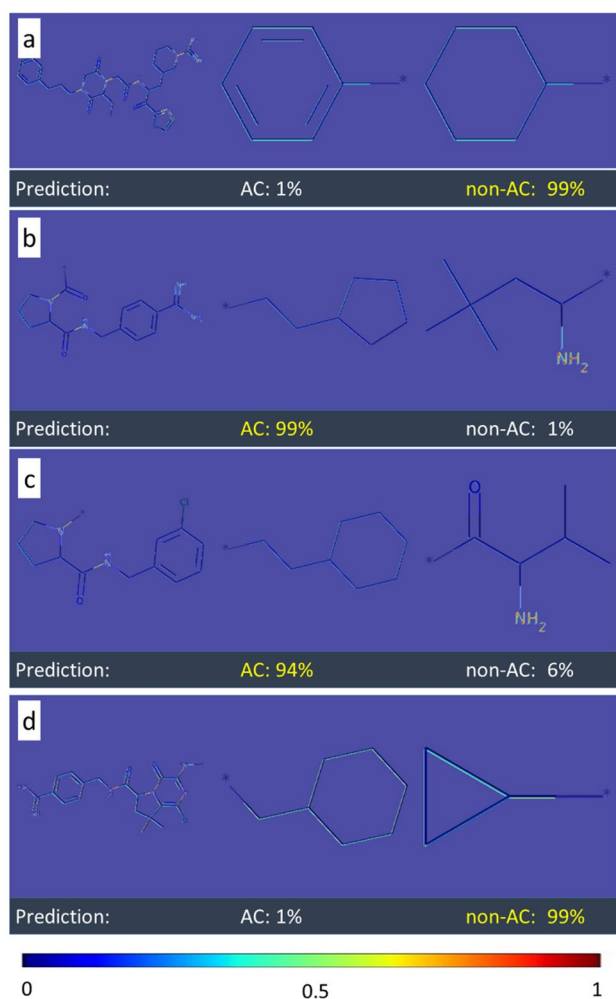 a
*
*
Prediction: AC: 1% non-AC: 99%
b
*
*
O
N
NH₂
Prediction: AC: 99% non-AC: 1%
c
Cl
O
*
*
*
N
O
NH₂
Prediction: AC: 94% non-AC: 6%
d
*
*
Prediction: AC: 1% non-AC: 99%
0 0.5 1